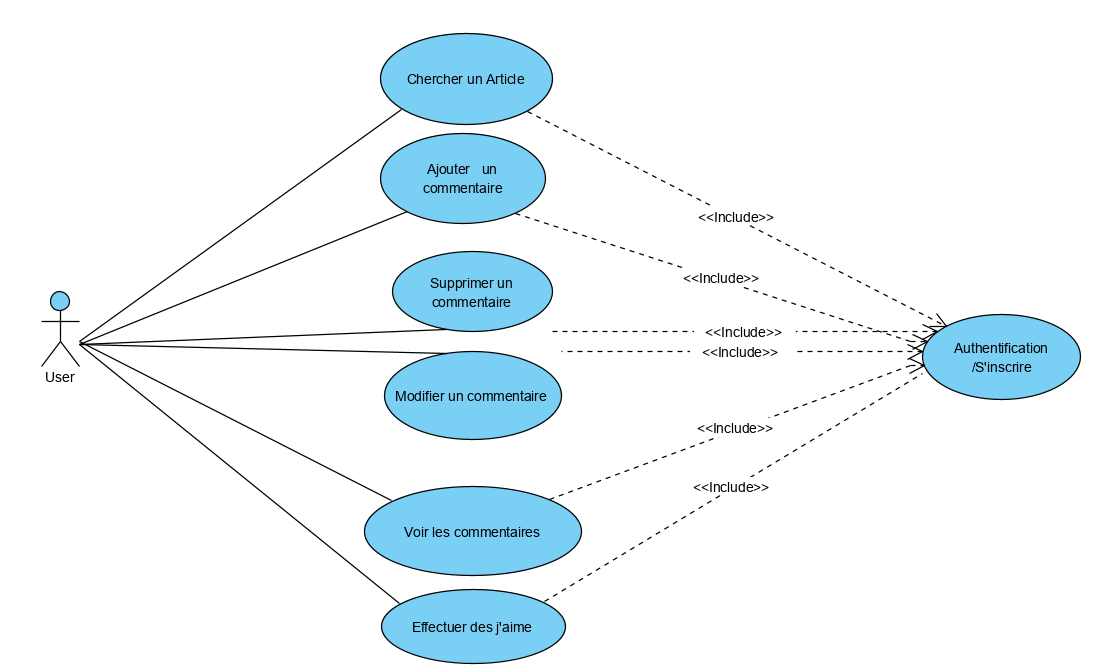 Chercher un Article
Ajouter un
commentaire
<<Include>>
<<Include>>
Supprimer un
commentaire
<<Include>>
<<Include>>
Authentification
/S'inscrire
User
Modifier un commentaire
<<Include>>
<<Include>>
Voir les commentaires
Effectuer des j'aime